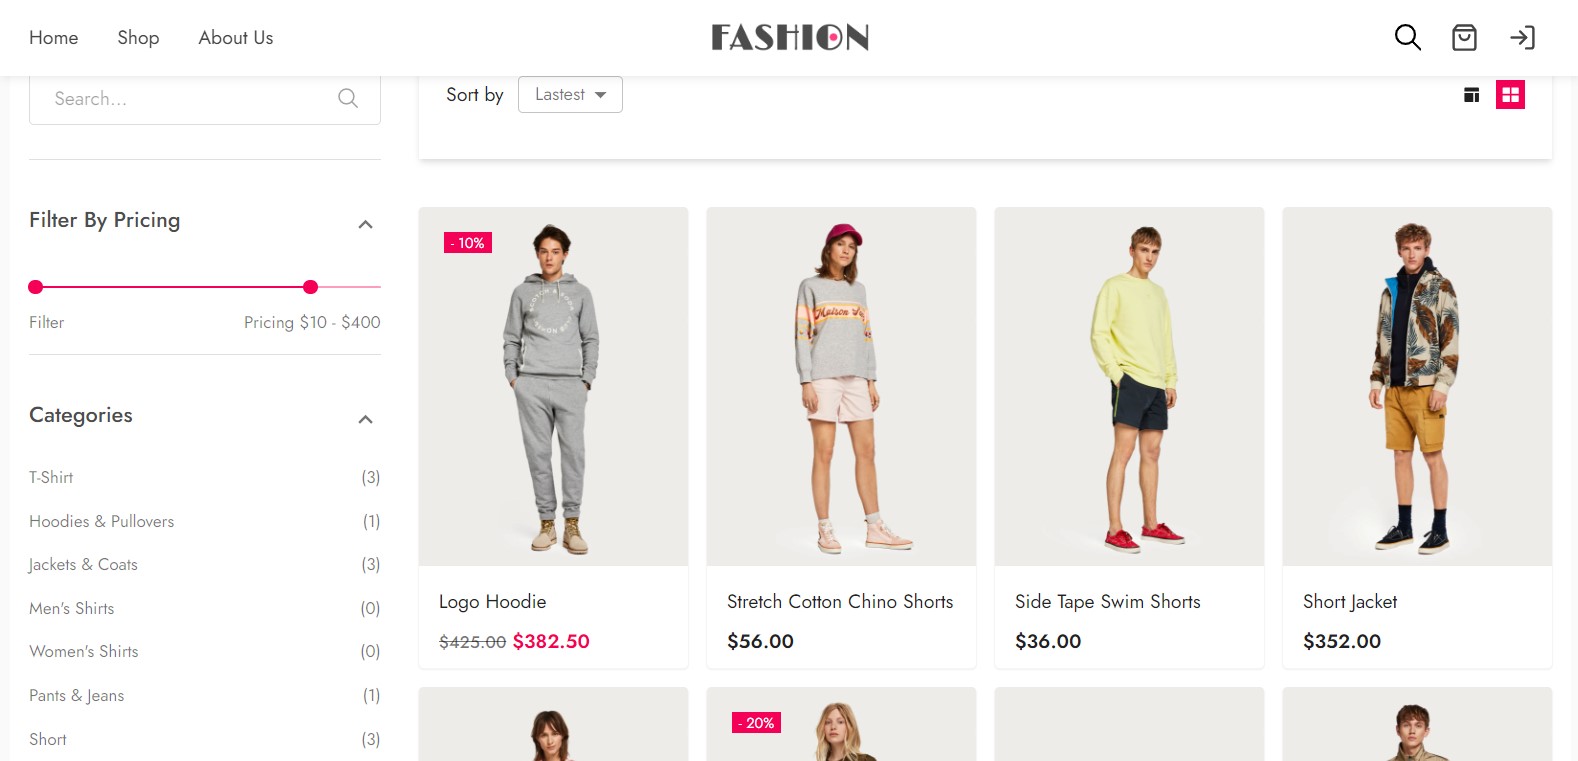 Home Shop About Us FASHION
Search...
Sort by Lastest
Filter By Pricing
Filter Pricing $10 - $400
Categories
T-Shirt (3)
Hoodies & Pullovers (1)
Jackets & Coats (3)
Men's Shirts (0)
Women's Shirts (0)
Pants & Jeans (1)
Short (3)
- 10%
Logo Hoodie
$425.00 $382.50
Stretch Cotton Chino Shorts
$56.00
Side Tape Swim Shorts
$36.00
Short Jacket
$352.00
- 20%